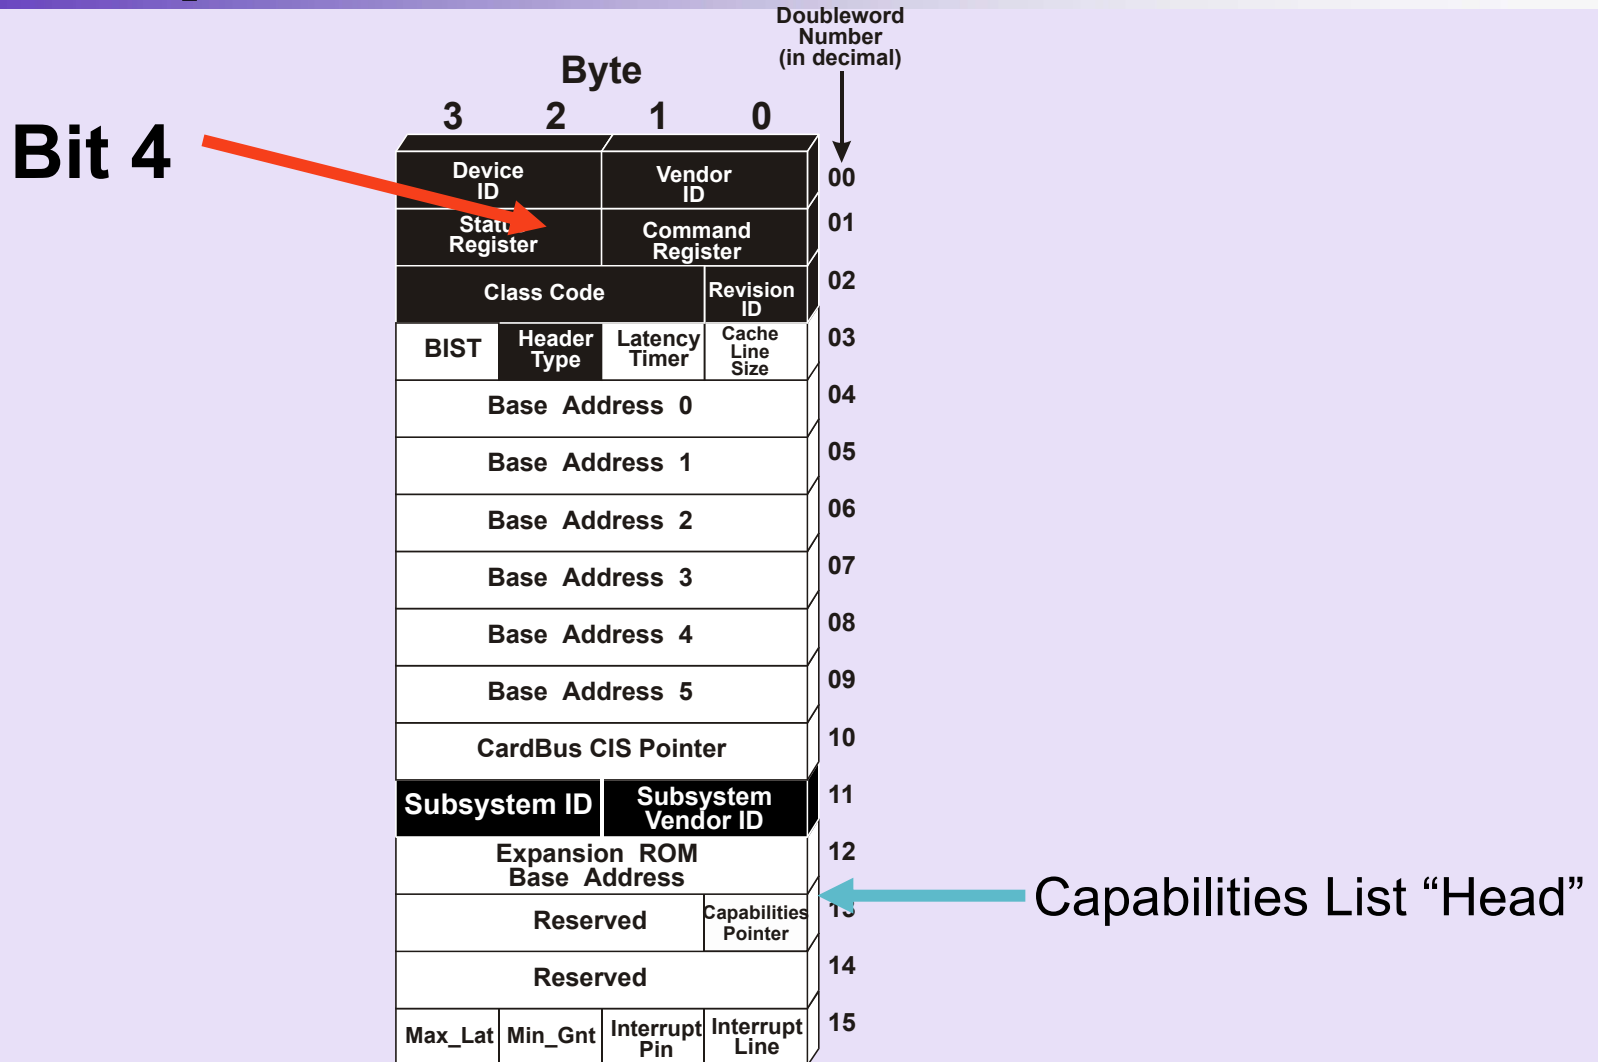 Doubleword
Number
(in decimal)
Byte
3 2 1 0
Bit 4
Device
ID
Vendor
ID
00
Register
Command
Register
01
Class Code
Revision
ID
02
BIST
Header
Type
Latency
Timer
Cache
Line
Size
03
Base Address 0
04
Base Address 1
05
Base Address 2
06
Base Address 3
07
Base Address 4
08
Base Address 5
09
CardBus CIS Pointer
10
Subsystem ID
Subsystem
Vendor ID
11
Expansion ROM
Base Address
12
Reserved
Capabilities
Pointer
13
Capabilities List “Head”
Reserved
14
Max_Lat
Min_Gnt
Interrupt
Pin
Interrupt
Line
15